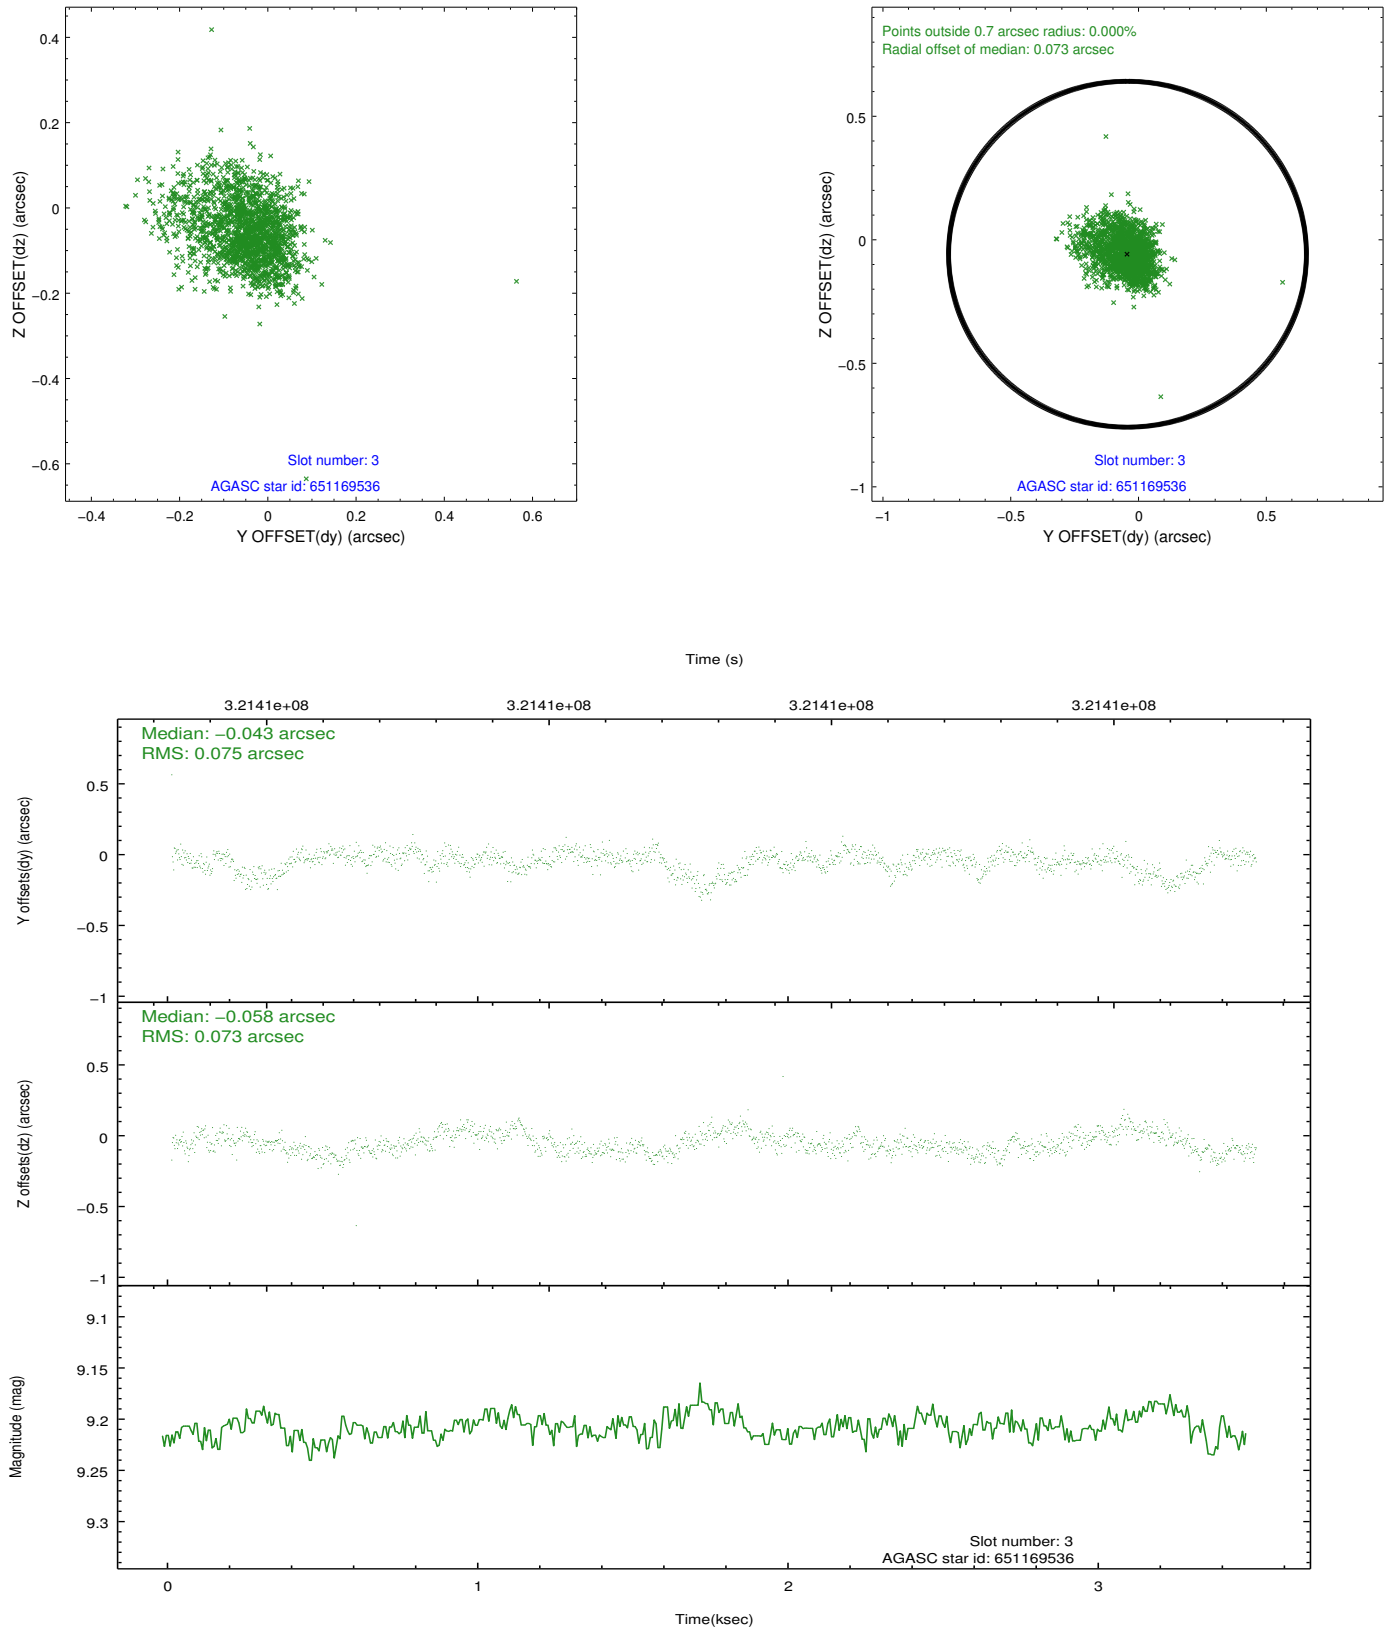 0.4
0.2
0
−0.2
−0.4
−0.6
Z OFFSET(dz) (arcsec)
Slot number: 3
AGASC star id: 651169536
−0.4 −0.2 0 0.2 0.4 0.6
Y OFFSET(dy) (arcsec)
Points outside 0.7 arcsec radius: 0.000%
Radial offset of median: 0.073 arcsec
0.5
0
−0.5
−1
Z OFFSET(dz) (arcsec)
Slot number: 3
AGASC star id: 651169536
−1 −0.5 0 0.5
Y OFFSET(dy) (arcsec)
Time (s)
3.2141e+08 3.2141e+08 3.2141e+08 3.2141e+08
Median: −0.043 arcsec
RMS: 0.075 arcsec
0.5
0
−0.5
−1
Y offsets(dy) (arcsec)
Median: −0.058 arcsec
RMS: 0.073 arcsec
0.5
0
−0.5
−1
Z offsets(dz) (arcsec)
9.1
9.15
9.2
9.25
9.3
Magnitude (mag)
Slot number: 3
AGASC star id: 651169536
0 1 2 3
Time(ksec)